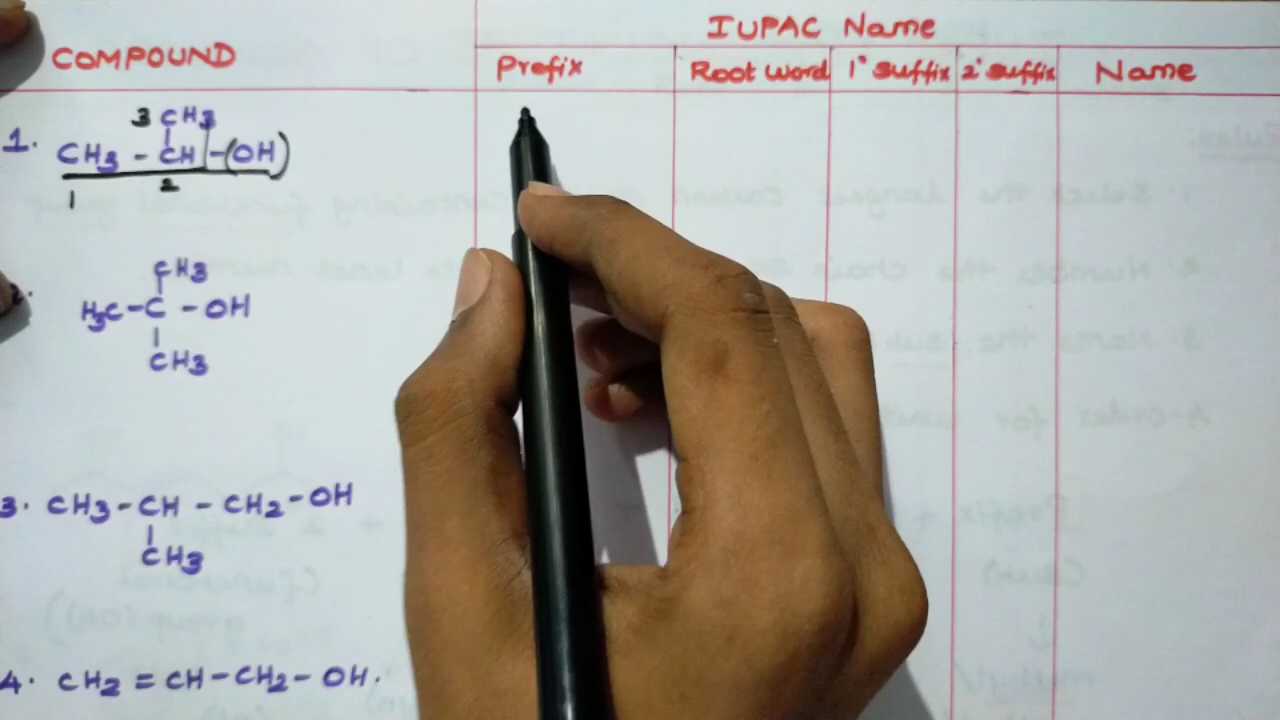 IUPAC Name
COMPOUND Prefix Root word 1° suffix 2° suffix Name
3 CH3
1. CH3 - CH - (OH)
1 2
CH3
H3C - C - OH
CH3
3. CH3 - CH - CH2 - OH
CH3
4. CH2 = CH - CH2 - OH.